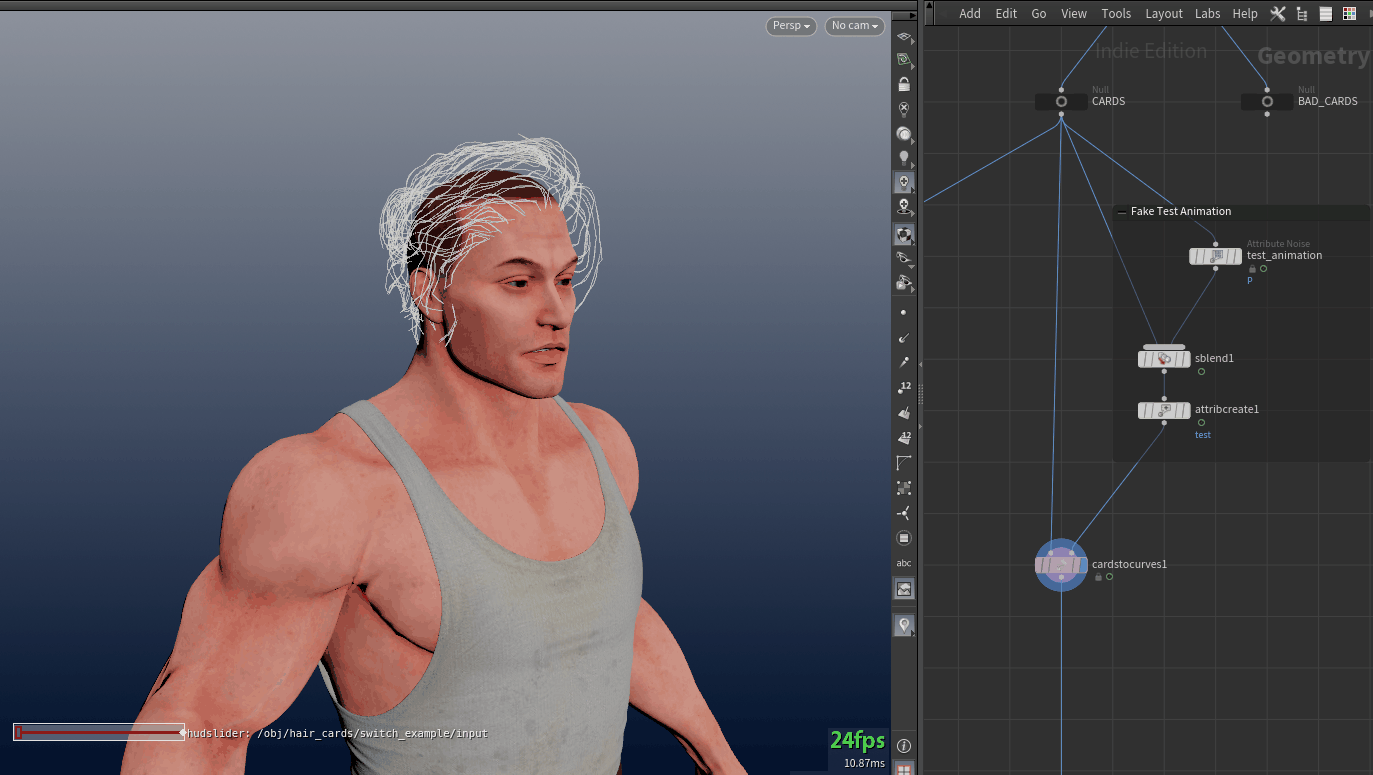 Persp
No cam
Add Edit Go View Tools Layout Labs Help
Indie Edition
Geometry
Null
CARDS
Null
BAD_CARDS
Fake Test Animation
Attribute Noise
test_animation
P
sblend1
attribcreate1
test
cardstocurves1
12
12
abc
hudslider: /obj/hair_cards/switch_example/input
24fps
10.87ms